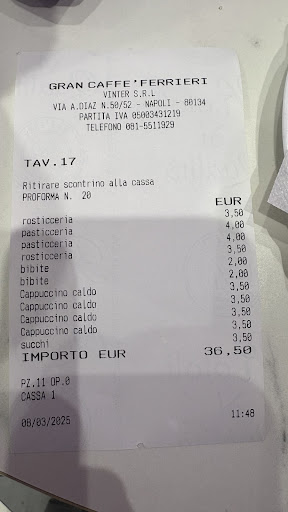 GRAN CAFFE'FERRIERI
VINTER S.R.L
VIA A.DIAZ N.50/52 - NAPOLI - 80134
PARTITA IVA 05003431219
TELEFONO 081-5511929
TAV.17
Ritirare scontrino alla cassa
PROFORMA N. 20
EUR
rosticceria 3,50
pasticceria 4,00
pasticceria 4,00
rosticceria 3,50
bibite 2,00
bibite 2,00
Cappuccino caldo 3,50
Cappuccino caldo 3,50
Cappuccino caldo 3,50
Cappuccino caldo 3,50
succhi 3,50
IMPORTO EUR 36,50
PZ.11 OP.0
CASSA 1
08/03/2025 11:48